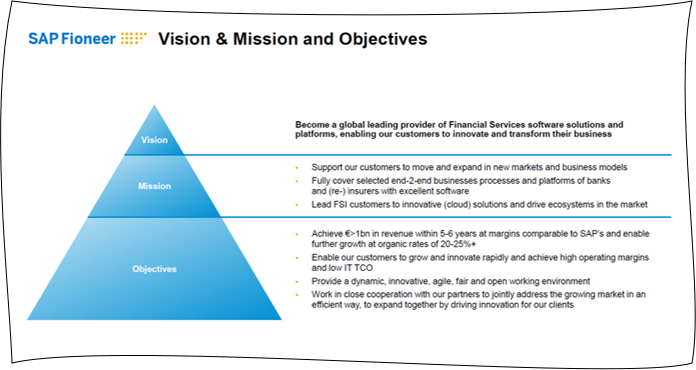 SAP Fioneer Vision & Mission and Objectives
Vision
Become a global leading provider of Financial Services software solutions and
platforms, enabling our customers to innovate and transform their business
Mission
• Support our customers to move and expand in new markets and business models
• Fully cover selected end-2-end businesses processes and platforms of banks
and (re-) insurers with excellent software
• Lead FSI customers to innovative (cloud) solutions and drive ecosystems in the market
Objectives
• Achieve €>1bn in revenue within 5-6 years at margins comparable to SAP's and enable
further growth at organic rates of 20-25%+
• Enable our customers to grow and innovate rapidly and achieve high operating margins
and low IT TCO
• Provide a dynamic, innovative, agile, fair and open working environment
• Work in close cooperation with our partners to jointly address the growing market in an
efficient way, to expand together by driving innovation for our clients